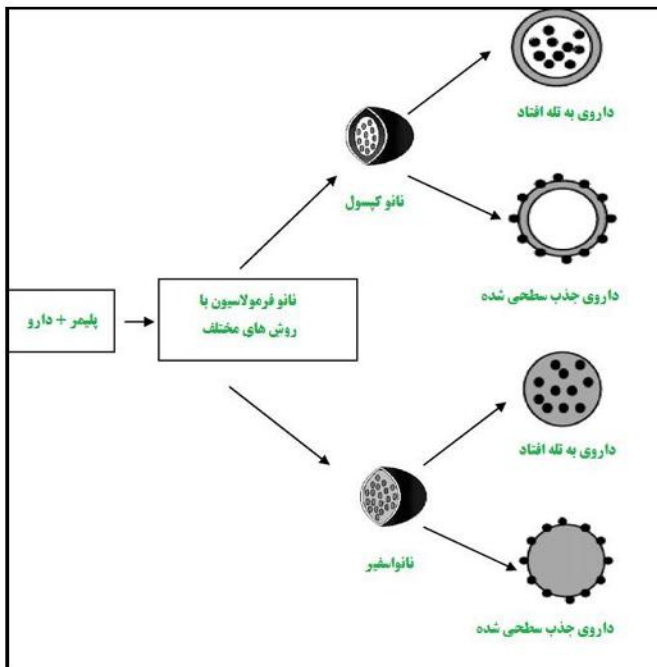 داروی به تله افتاد
نانو کپسول
داروی جذب سطحی شده
پلیمر + دارو
نانو فرمولاسیون با
روش های مختلف
داروی به تله افتاد
نانواسفیر
داروی جذب سطحی شده